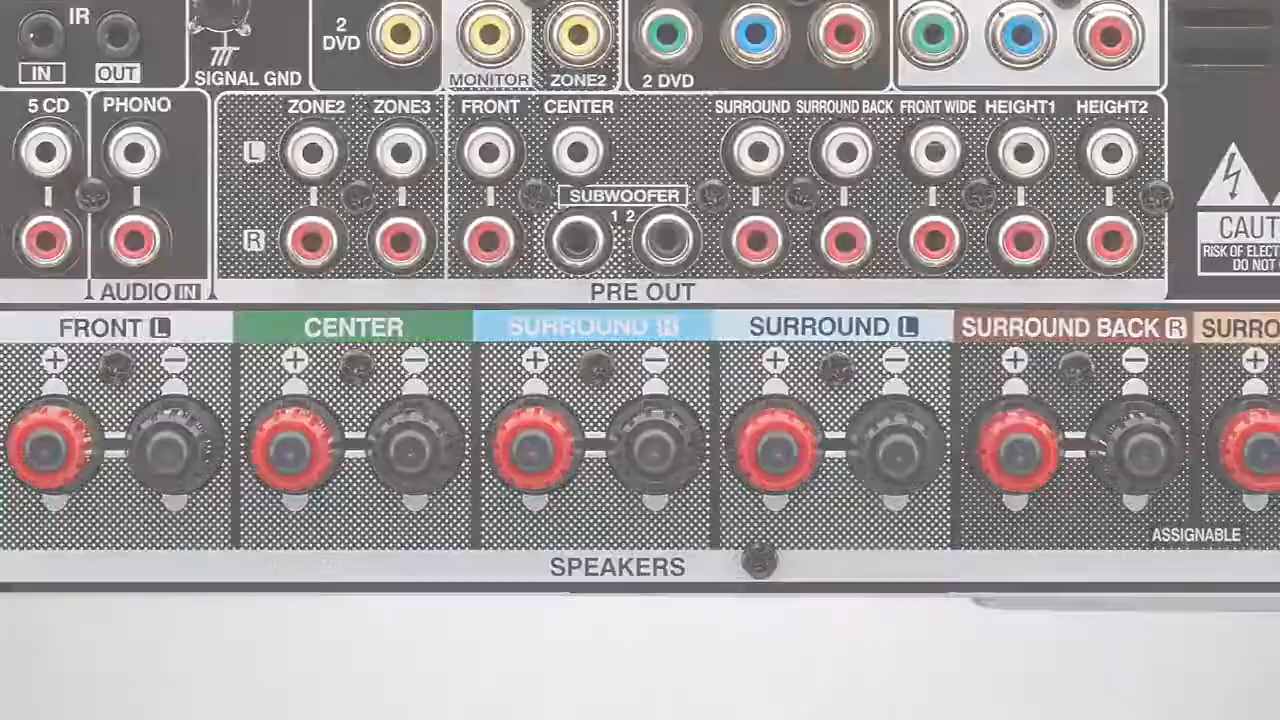 IR
IN
OUT
SIGNAL GND
2
DVD
MONITOR
ZONE2
2 DVD
5 CD
PHONO
ZONE2
ZONE3
FRONT
CENTER
SURROUND
SURROUND BACK
FRONT WIDE
HEIGHT1
HEIGHT2
L
SUBWOOFER
1 2
R
CAUT
RISK OF ELECT
DO NOT
AUDIO IN
PRE OUT
FRONT L
CENTER
SURROUND R
SURROUND L
SURROUND BACK R
SURRO
+ −
+ −
+ −
+ −
+ −
+
ASSIGNABLE
SPEAKERS